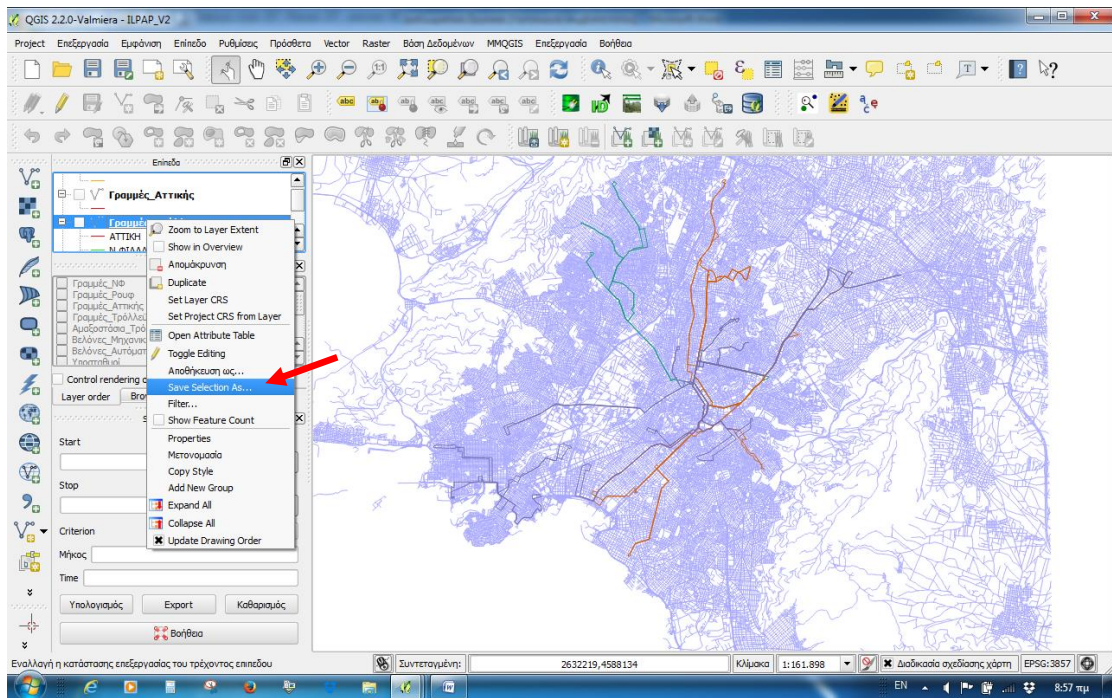 QGIS 2.2.0-Valmiera - ILPAP_V2
Project Επεξεργασία Εμφάνιση Επίπεδο Ρυθμίσεις Πρόσθετα Vector Raster Βάση Δεδομένων MMQGIS Επεξεργασία Βοήθεια
Επίπεδα
Γραμμές_Αττικής
Zoom to Layer Extent
ΑΤΤΙΚΗ
Show in Overview
Απομάκρυνση
Γραμμές_ΝΦ
Duplicate
Γραμμές_Ρουφ
Γραμμές_Αττικής
Set Layer CRS
Set Project CRS from Layer
Open Attribute Table
Toggle Editing
Αποθήκευση ως...
Control rendering
Save Selection As...
Layer order
Filter...
Show Feature Count
Start
Properties
Μετονομασία
Copy Style
Stop
Add New Group
Expand All
Collapse All
Criterion
Update Drawing Order
Μήκος
Time
Υπολογισμός Export Καθαρισμός
Βοήθεια
Εναλλαγή η κατάστασης επεξεργασίας του τρέχοντος επιπέδου Συντεταγμένη: 2632219,4588134 Κλίμακα 1:161.898 Διαδικασία σχεδίασης χάρτη EPSG:3857
EN 8:57 πμ